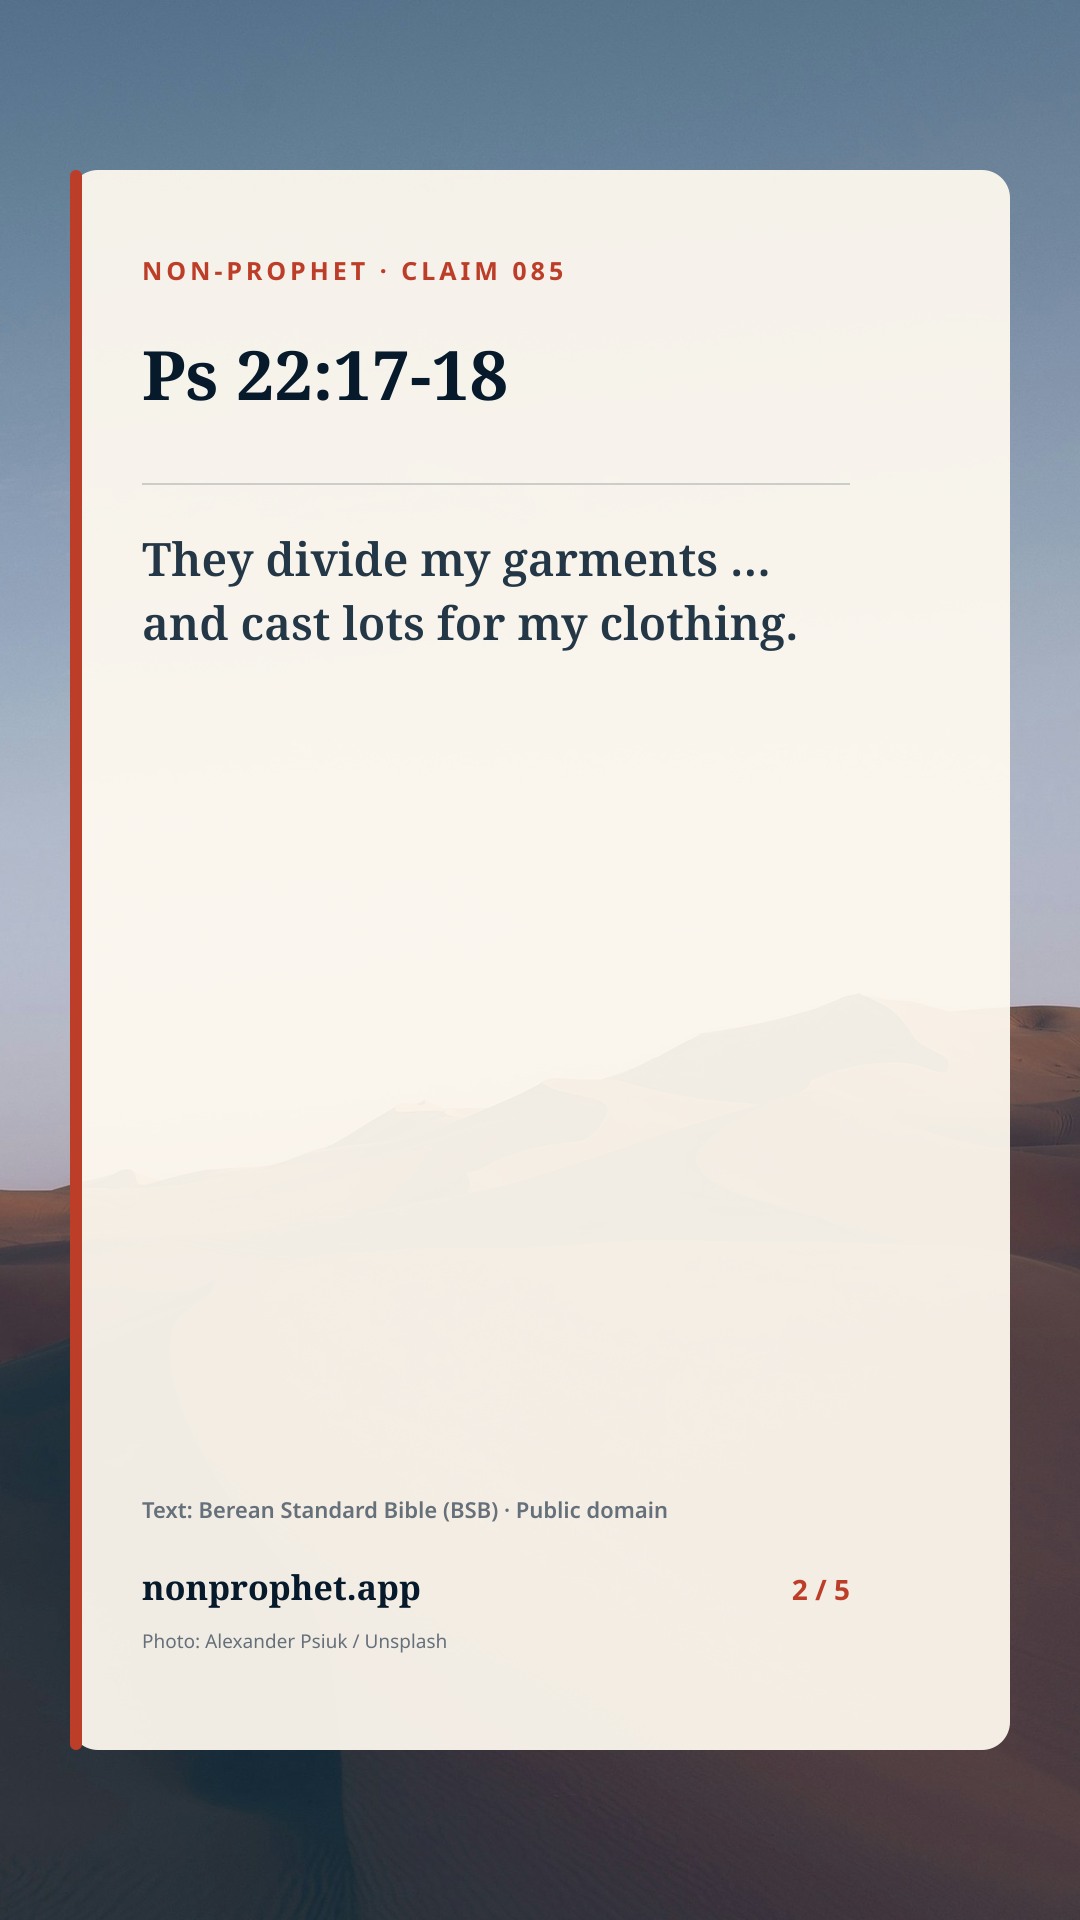 NON-PROPHET · CLAIM 085
Ps 22:17-18
They divide my garments ...
and cast lots for my clothing.
Text: Berean Standard Bible (BSB) · Public domain
nonprophet.app
2 / 5
Photo: Alexander Psiuk / Unsplash